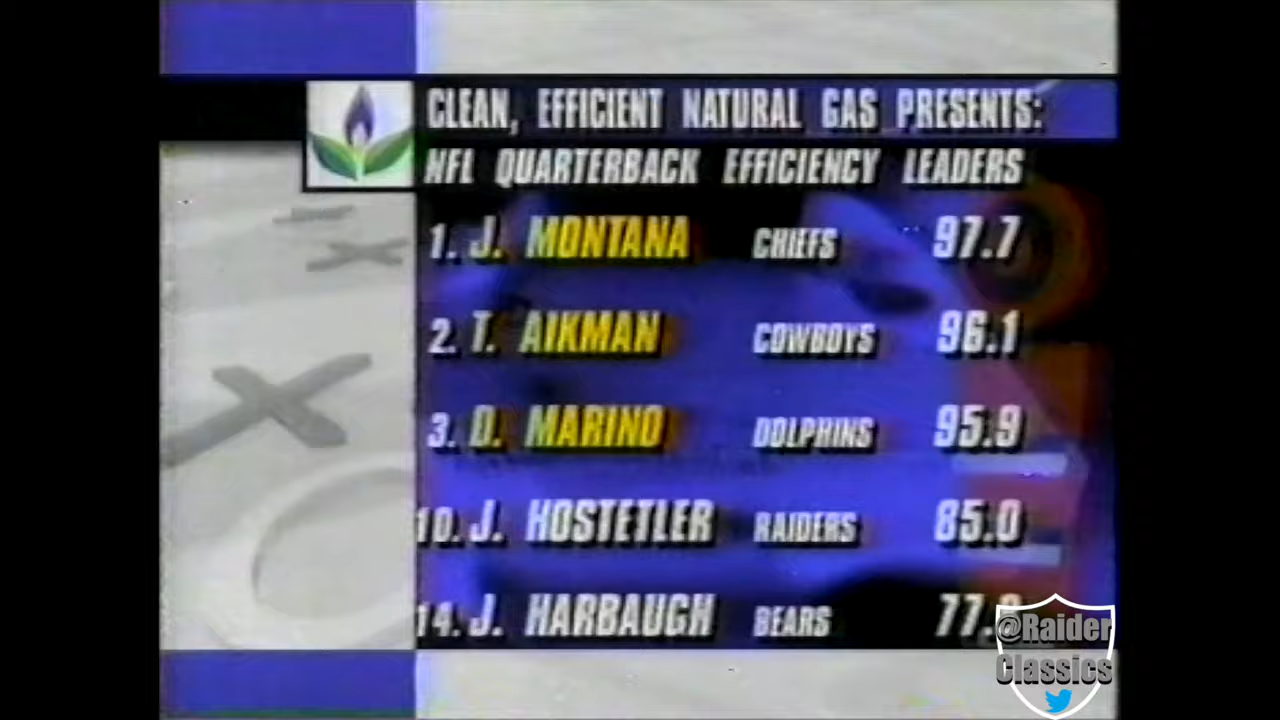 CLEAN, EFFICIENT NATURAL GAS PRESENTS:
NFL QUARTERBACK EFFICIENCY LEADERS
1. J. MONTANA CHIEFS 97.7
2. T. AIKMAN COWBOYS 96.1
3. D. MARINO DOLPHINS 95.9
10. J. HOSTETLER RAIDERS 85.0
14. J. HARBAUGH BEARS
@Raider
Classics